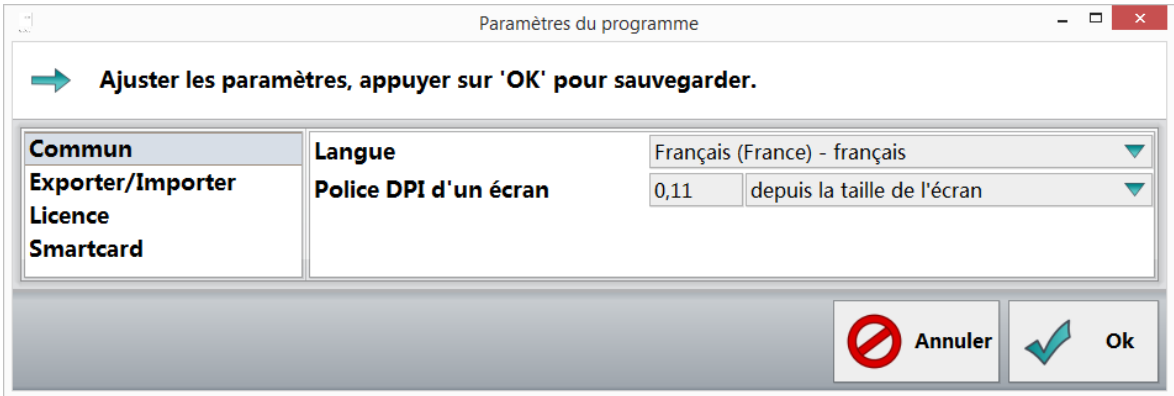 Paramètres du programme
Ajuster les paramètres, appuyer sur 'OK' pour sauvegarder.
Commun
Exporter/Importer
Licence
Smartcard
Langue Français (France) - français
Police DPI d'un écran 0,11 depuis la taille de l'écran
Annuler Ok